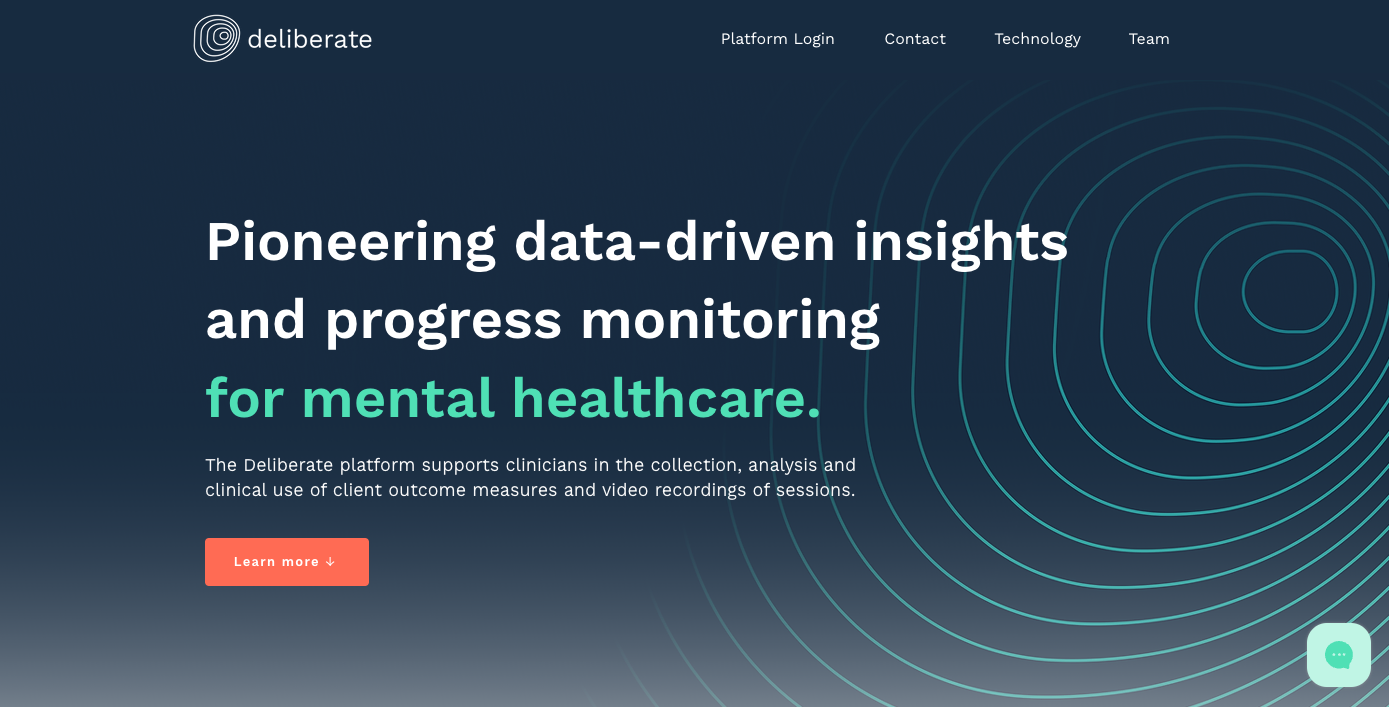 deliberate
Platform Login
Contact
Technology
Team
Pioneering data-driven insights
and progress monitoring
for mental healthcare.
The Deliberate platform supports clinicians in the collection, analysis and
clinical use of client outcome measures and video recordings of sessions.
Learn more ↓